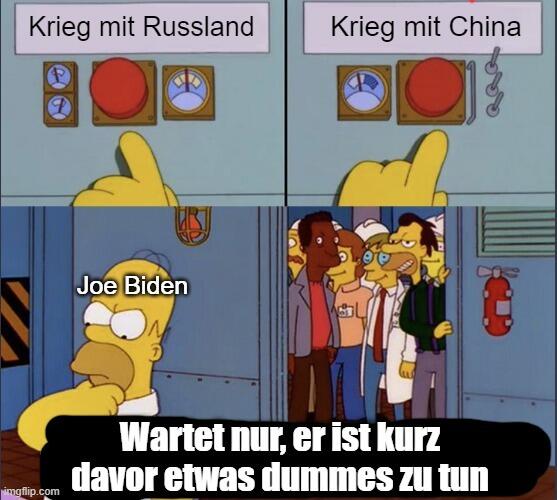 Krieg mit Russland
Krieg mit China
Joe Biden
Wartet nur, er ist kurz
davor etwas dummes zu tun
imgflip.com